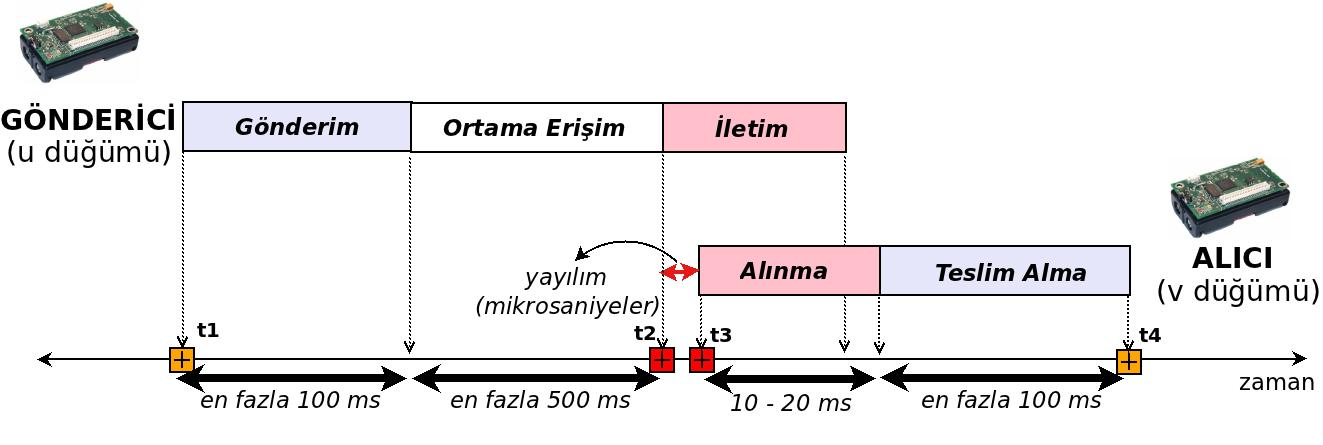 GÖNDERİCİ
(u düğümü)
Gönderim
Ortama Erişim
İletim
Alınma
Teslim Alma
ALICI
(v düğümü)
yayılım
(mikrosaniyeler)
t1
t2
t3
t4
zaman
en fazla 100 ms
en fazla 500 ms
10 - 20 ms
en fazla 100 ms